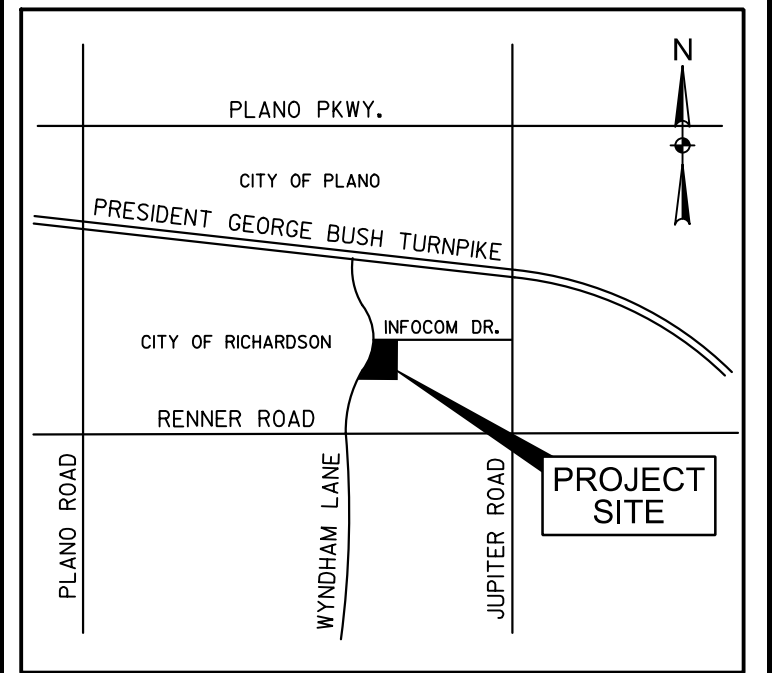 N
PLANO PKWY.
CITY OF PLANO
PRESIDENT GEORGE BUSH TURNPIKE
INFOCOM DR.
CITY OF RICHARDSON
RENNER ROAD
PLANO ROAD
WYNDHAM LANE
JUPITER ROAD
PROJECT
SITE